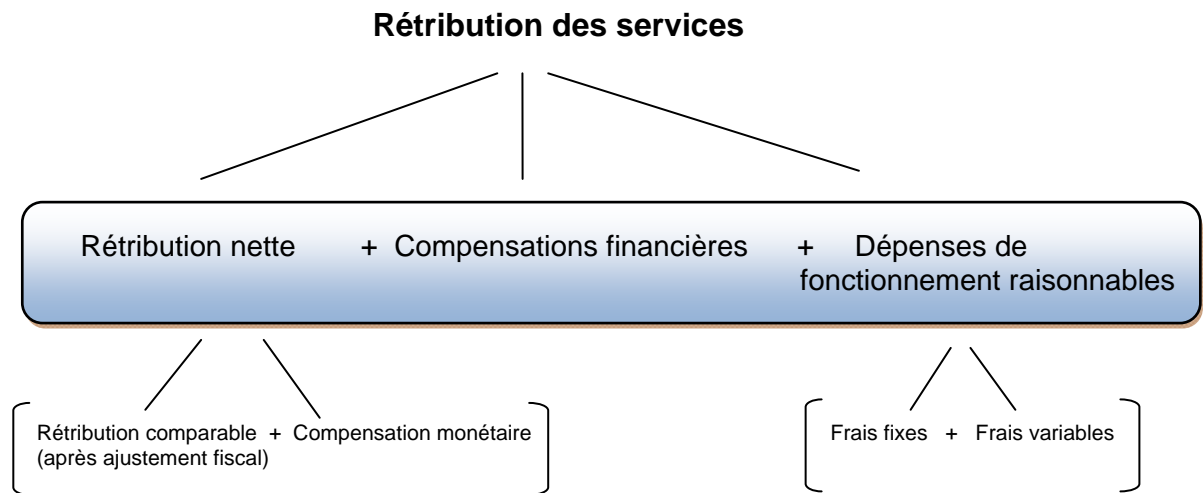 Rétribution des services
Rétribution nette + Compensations financières + Dépenses de
fonctionnement raisonnables
Rétribution comparable + Compensation monétaire
(après ajustement fiscal)
Frais fixes + Frais variables